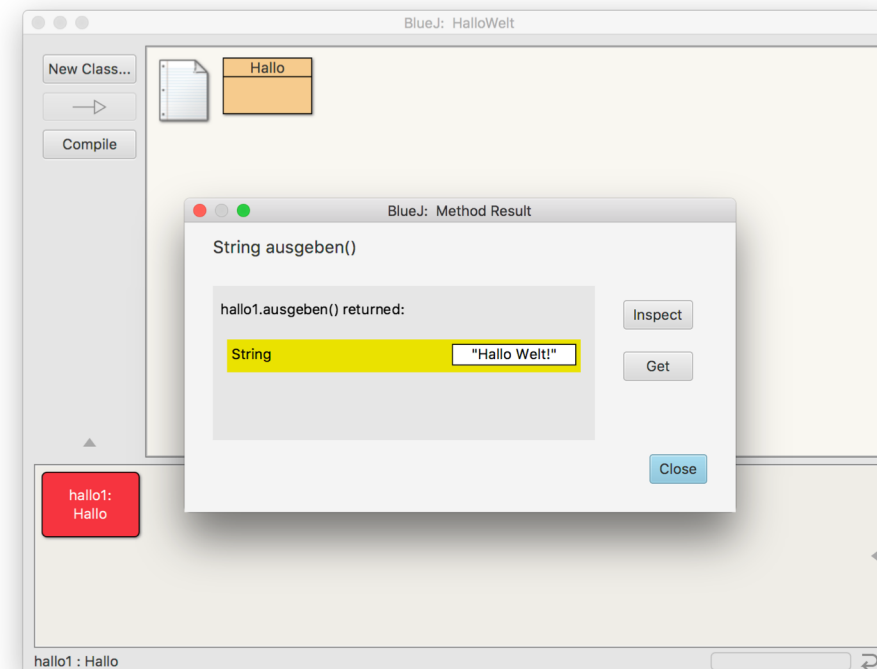 BlueJ: HalloWelt
New Class...
Hallo
Compile
BlueJ: Method Result
String ausgeben()
hallo1.ausgeben() returned:
Inspect
String
"Hallo Welt!"
Get
Close
hallo1:
Hallo
hallo1 : Hallo